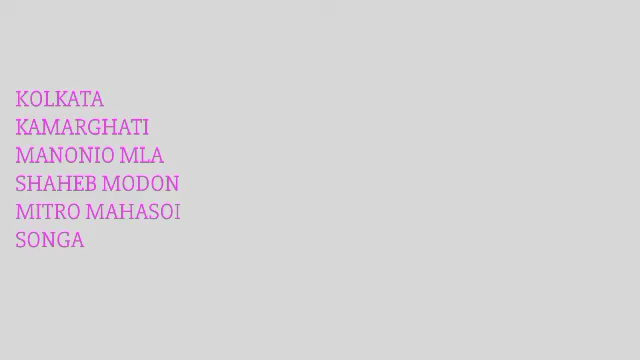 KOLKATA
KAMARGHATI
MANONIO MLA
SHAHEB MODON
MITRO MAHASOI
SONGA